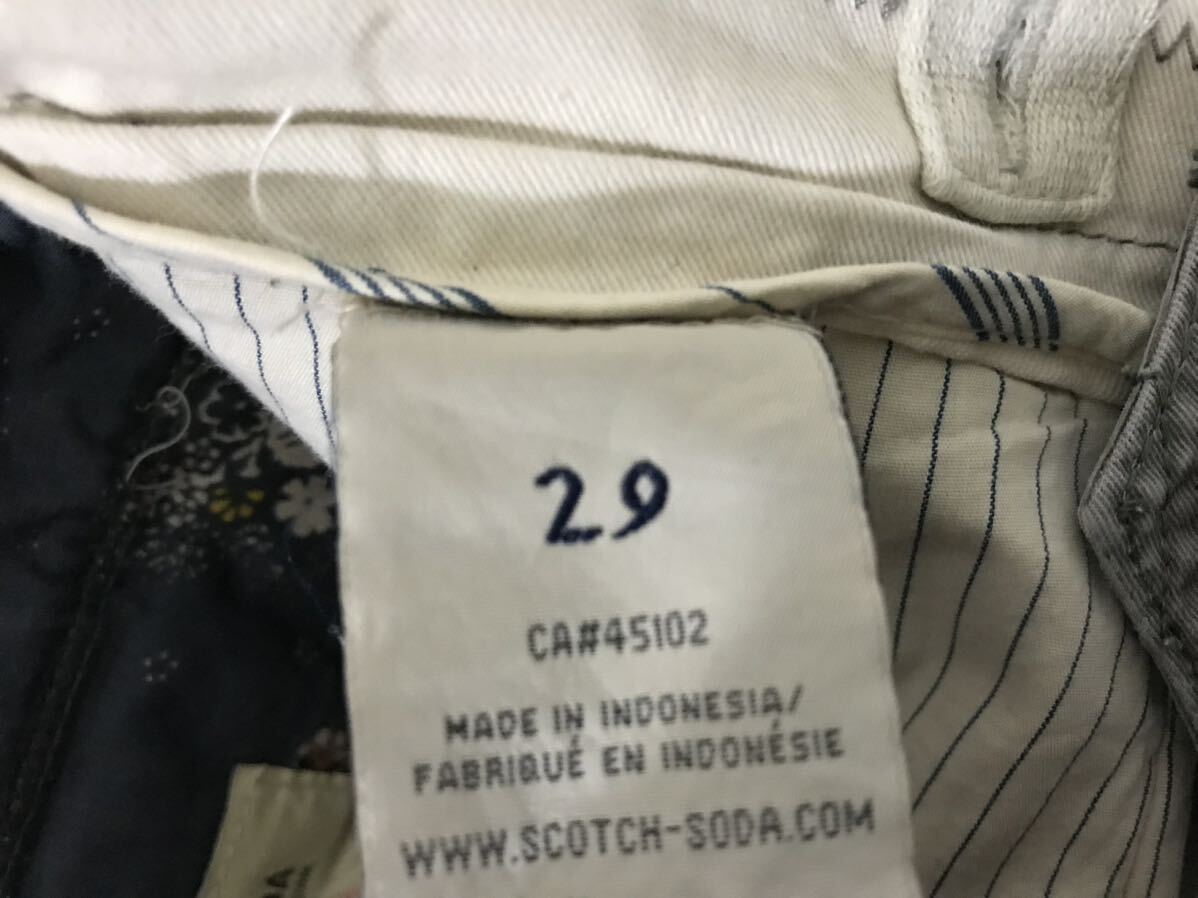 29
CA#45102
MADE IN INDONESIA/
FABRIQUÉ EN INDONÉSIE
WWW.SCOTCH-SODA.COM